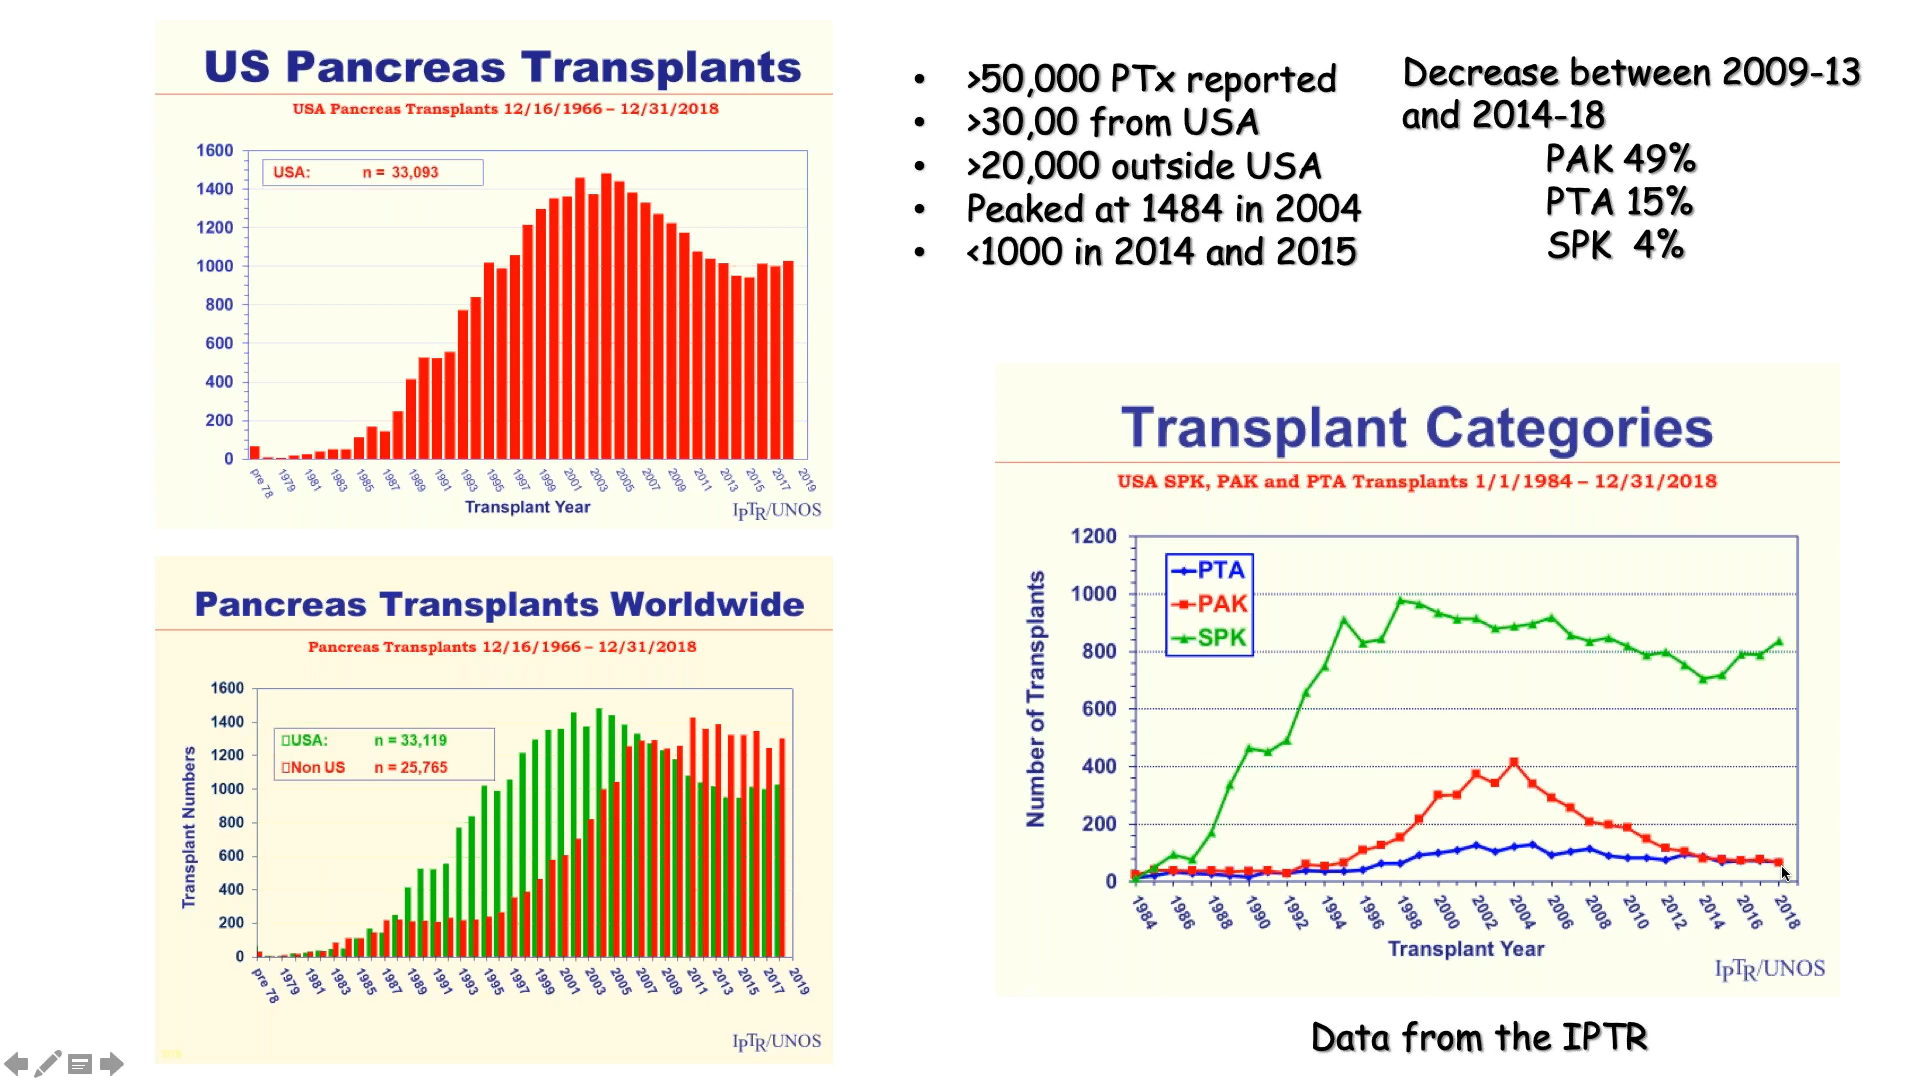 US Pancreas Transplants
USA Pancreas Transplants 12/16/1966 – 12/31/2018
1600
1400
1200
1000
800
600
400
200
0
USA: n = 33,093
pre 78
1979
1981
1983
1985
1987
1989
1991
1993
1995
1997
1999
2001
2003
2005
2007
2009
2011
2013
2015
2017
2019
Transplant Year
IPTR/UNOS
• >50,000 PTx reported
• >30,00 from USA
• >20,000 outside USA
• Peaked at 1484 in 2004
• <1000 in 2014 and 2015
Decrease between 2009-13
and 2014-18
PAK 49%
PTA 15%
SPK 4%
Pancreas Transplants Worldwide
Pancreas Transplants 12/16/1966 – 12/31/2018
Transplant Numbers
1600
1400
1200
1000
800
600
400
200
0
USA: n = 33,119
Non US n = 25,765
pre 78
1979
1981
1983
1985
1987
1989
1991
1993
1995
1997
1999
2001
2003
2005
2007
2009
2011
2013
2015
2017
2019
IPTR/UNOS
Transplant Categories
USA SPK, PAK and PTA Transplants 1/1/1984 – 12/31/2018
Number of Transplants
1200
1000
800
600
400
200
0
PTA
PAK
SPK
1984
1986
1988
1990
1992
1994
1996
1998
2000
2002
2004
2006
2008
2010
2012
2014
2016
2018
Transplant Year
IPTR/UNOS
Data from the IPTR